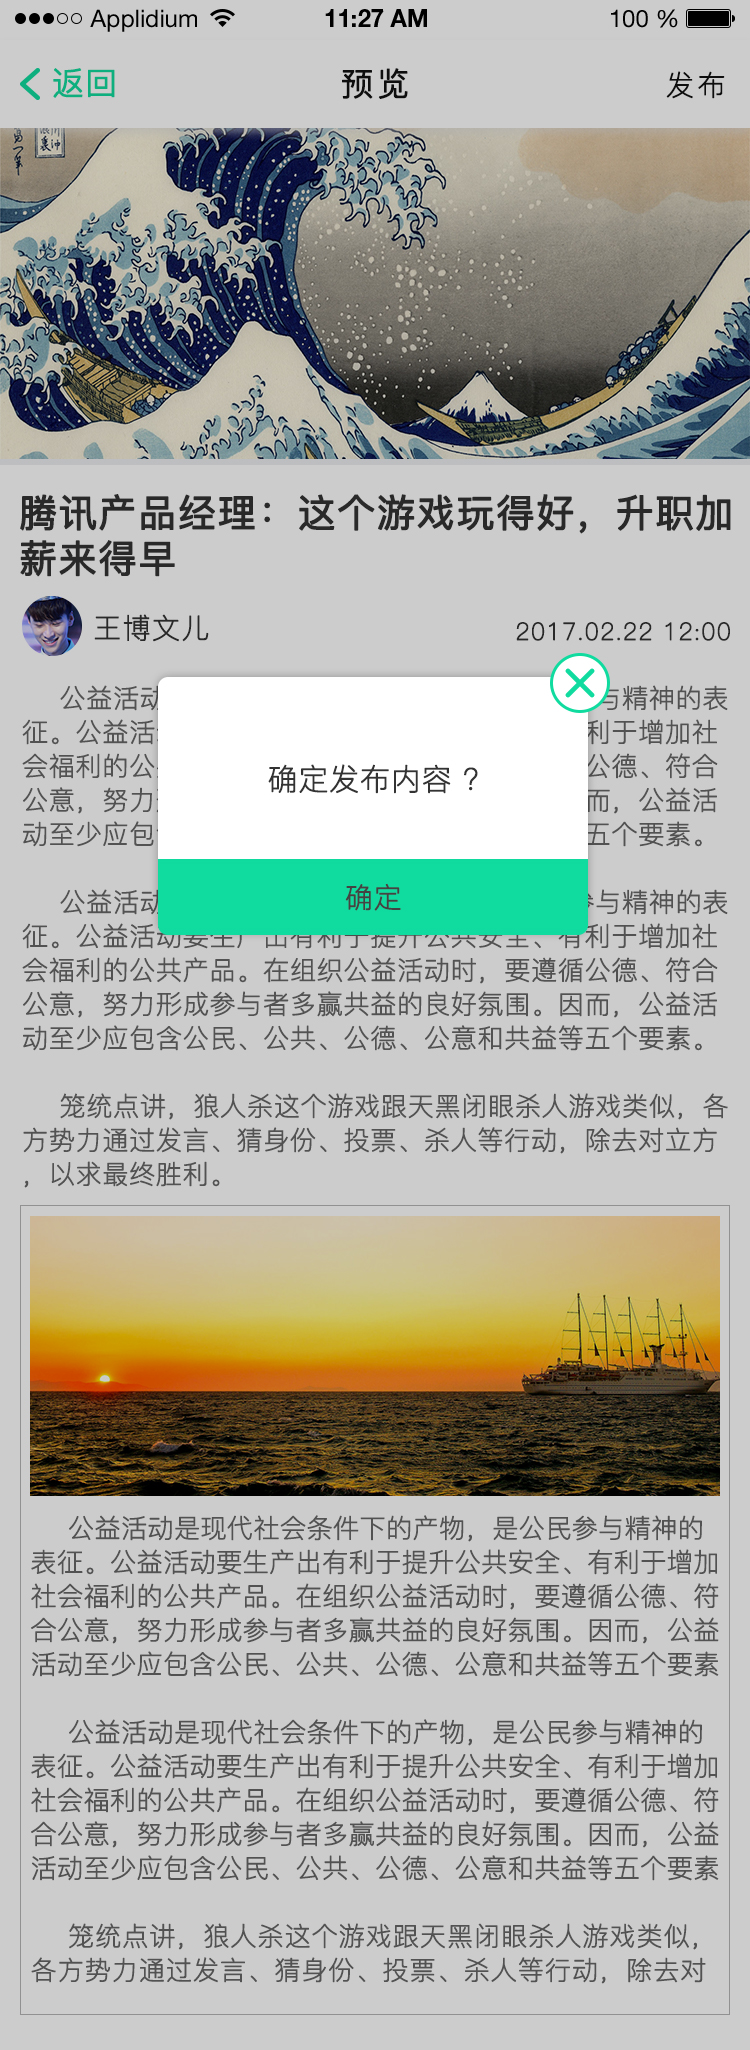 Applidium 11:27 AM 100 %
返回 预览 发布
腾讯产品经理：这个游戏玩得好，升职加
薪来得早
王博文儿 2017.02.22 12:00
公益活动 与精神的表
征。公益活 利于增加社
会福利的公 公德、符合
公意，努力 而，公益活
动至少应包 五个要素。
确定发布内容 ？
确定
公益活动 参与精神的表
征。公益活动要生产出有利于提升公共安全、有利于增加社
会福利的公共产品。在组织公益活动时，要遵循公德、符合
公意，努力形成参与者多赢共益的良好氛围。因而，公益活
动至少应包含公民、公共、公德、公意和共益等五个要素。
笼统点讲，狼人杀这个游戏跟天黑闭眼杀人游戏类似，各
方势力通过发言、猜身份、投票、杀人等行动，除去对立方
，以求最终胜利。
公益活动是现代社会条件下的产物，是公民参与精神的
表征。公益活动要生产出有利于提升公共安全、有利于增加
社会福利的公共产品。在组织公益活动时，要遵循公德、符
合公意，努力形成参与者多赢共益的良好氛围。因而，公益
活动至少应包含公民、公共、公德、公意和共益等五个要素
公益活动是现代社会条件下的产物，是公民参与精神的
表征。公益活动要生产出有利于提升公共安全、有利于增加
社会福利的公共产品。在组织公益活动时，要遵循公德、符
合公意，努力形成参与者多赢共益的良好氛围。因而，公益
活动至少应包含公民、公共、公德、公意和共益等五个要素
笼统点讲，狼人杀这个游戏跟天黑闭眼杀人游戏类似，
各方势力通过发言、猜身份、投票、杀人等行动，除去对